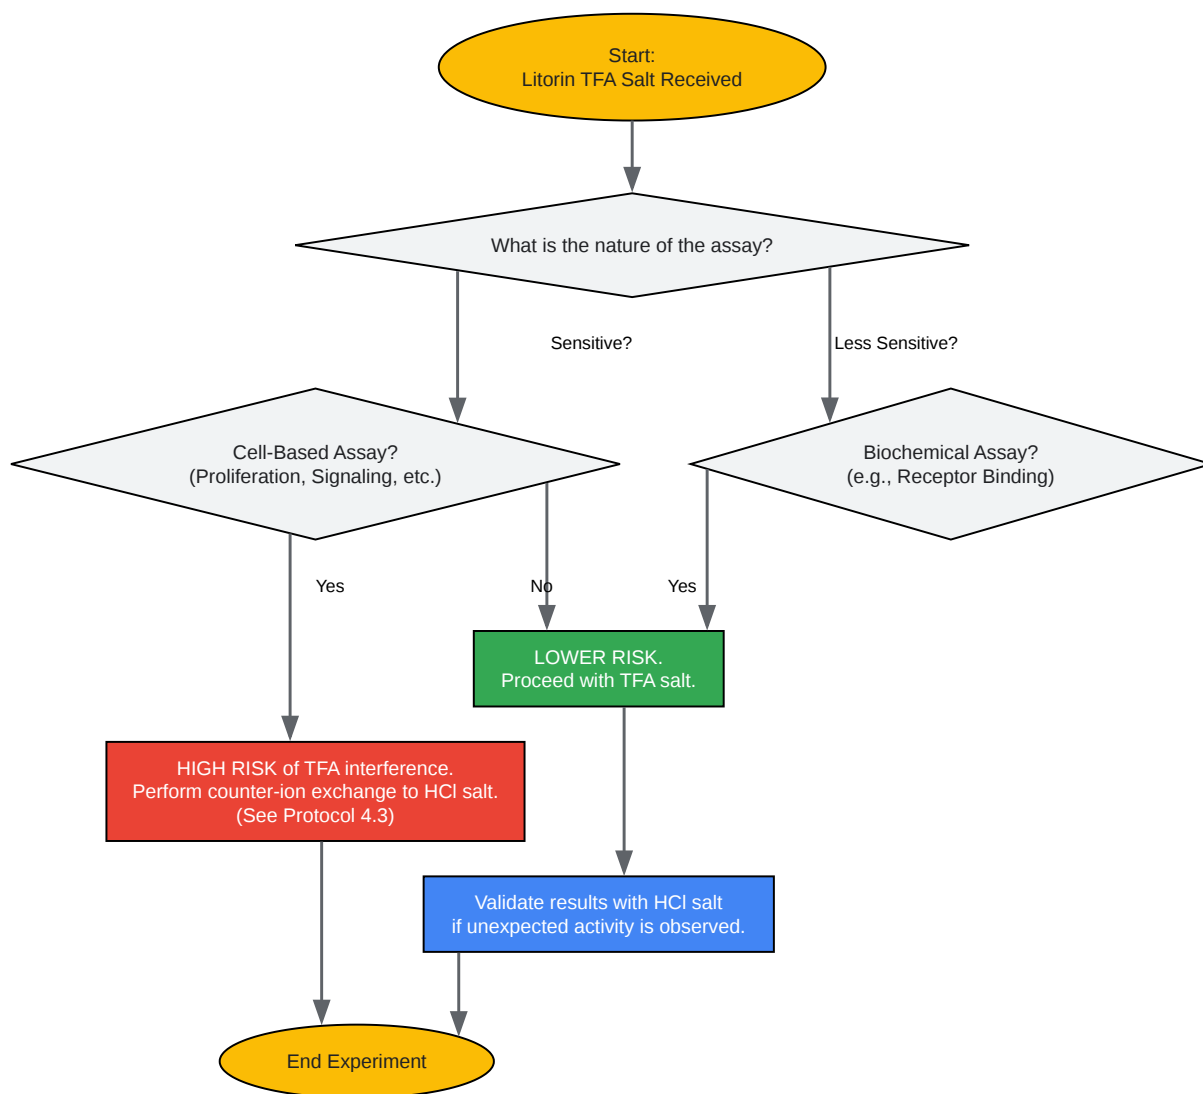 Start:
Litorin TFA Salt Received
What is the nature of the assay?
Sensitive?
Less Sensitive?
Cell-Based Assay?
(Proliferation, Signaling, etc.)
Biochemical Assay?
(e.g., Receptor Binding)
Yes
No
Yes
LOWER RISK.
Proceed with TFA salt.
HIGH RISK of TFA interference.
Perform counter-ion exchange to HCl salt.
(See Protocol 4.3)
Validate results with HCl salt
if unexpected activity is observed.
End Experiment